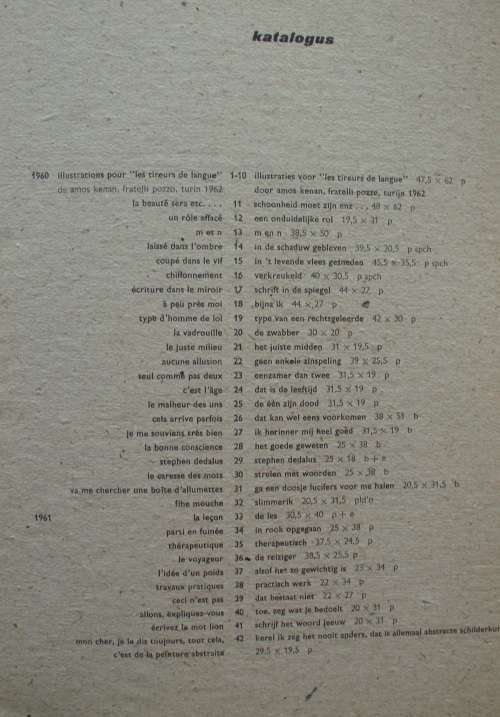 katalogus
1960 illustrations pour "les tireurs de langue" 1-10 illustraties voor "les tireurs de langue" 47,5 × 62 p
de amos kenan, fratelli pozzo, turin 1962 door amos kenan, fratelli pozzo, turijn 1962
la beauté sera etc. . . . 11 schoonheid moet zijn enz . . . 48 × 62 p
un rôle effacé 12 een onduidelijke rol 19,5 × 31 p
m et n 13 m en n 38,5 × 50 p
laissé dans l'ombre 14 in de schaduw gebleven 39,5 × 30,5 p spch
coupé dans le vif 15 in 't levende vlees gesneden 45,5 × 35,5 p spch
chiffonnement 16 verkreukeld 40 × 30,5 p spch
écriture dans le miroir 17 schrift in de spiegel 44 × 27 p
à peu près moi 18 bijna ik 44 × 27 p
type d'homme de loi 19 type van een rechtsgeleerde 42 × 30 p
la vadrouille 20 de zwabber 30 × 20 p
le juste milieu 21 het juiste midden 31 × 19,5 p
aucune allusion 22 geen enkele zinspeling 39 × 25,5 p
seul comme pas deux 23 eenzamer dan twee 31,5 × 19 p
c'est l'âge 24 dat is de leeftijd 31,5 × 19 p
le malheur des uns 25 de één zijn dood 31,5 × 19 p
cela arrive parfois 26 dat kan wel eens voorkomen 38 × 53 b
je me souviens très bien 27 ik herinner mij heel goed 31,5 × 19 b
la bonne conscience 28 het goede geweten 25 × 38 b
stephen dedalus 29 stephen dedalus 25 × 38 b + e
le caresse des mots 30 strelen met woorden 25 × 38 b
va me chercher une boîte d'allumettes 31 ga een doosje lucifers voor me halen 20,5 × 31,5 b
fine mouche 32 slimmerik 20,5 × 31,5 pld'o
1961 la leçon 33 de les 30,5 × 40 p + e
parsi en fumée 34 in rook opgegaan 25 × 38 p
thérapeutique 35 therapeutisch 37,5 × 24,5 p
le voyageur 36 de reiziger 38,5 × 25,5 p
l'idée d'un poids 37 alsof het zo gewichtig is 23 × 34 p
travaux pratiques 38 practisch werk 22 × 34 p
ceci n'est pas 39 dat bestaat niet 22 × 27 p
allons, expliquez-vous 40 toe, zeg wat je bedoelt 20 × 31 p
écrivez le mot lion 41 schrijf het woord leeuw 20 × 31 p
mon cher, je le dis toujours, tout cela, 42 kerel ik zeg het nooit anders, dat is allemaal abstracte schilderkun
c'est de la peinture abstraite 29,5 × 19,5 p